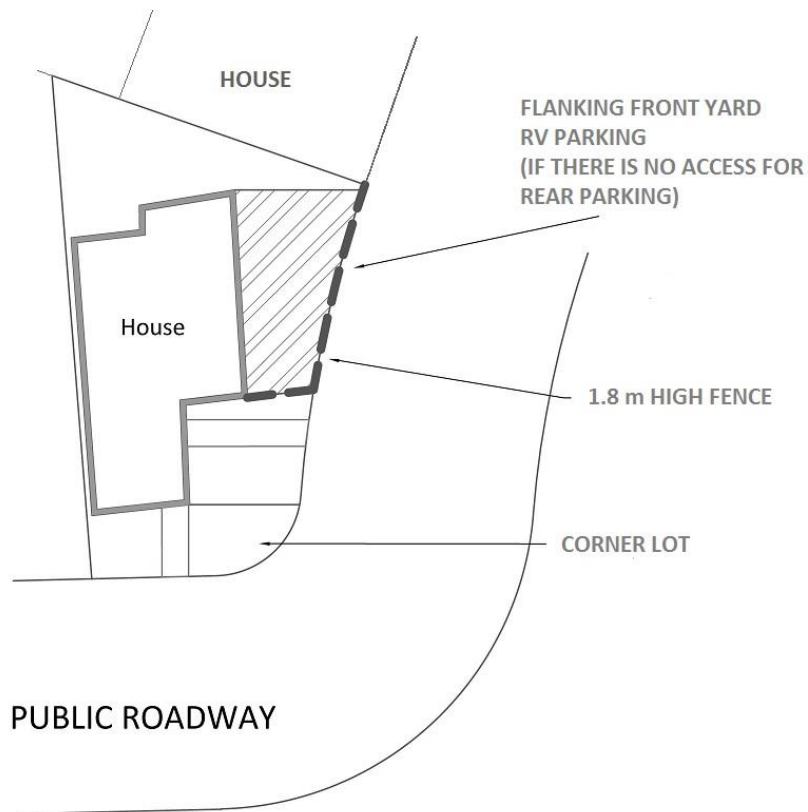 HOUSE
FLANKING FRONT YARD
RV PARKING
(IF THERE IS NO ACCESS FOR
REAR PARKING)
House
1.8 m HIGH FENCE
CORNER LOT
PUBLIC ROADWAY